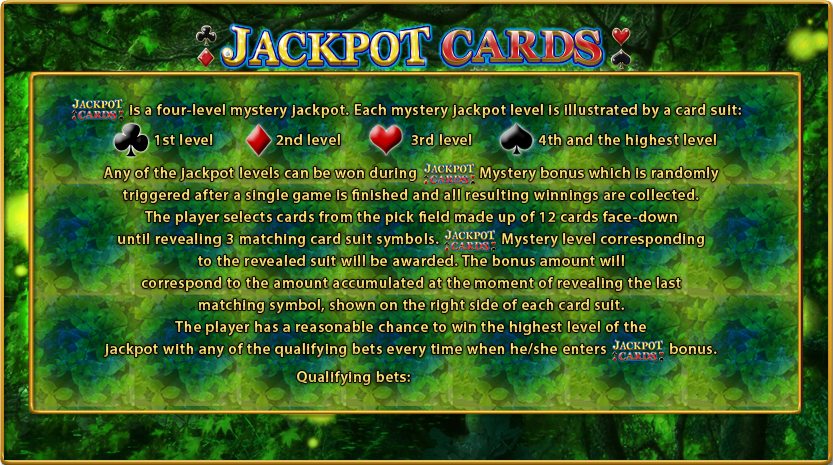 JACKPOT CARDS
JACKPOT CARDS is a four-level mystery jackpot. Each mystery jackpot level is illustrated by a card suit:
1st level 2nd level 3rd level 4th and the highest level
Any of the jackpot levels can be won during JACKPOT CARDS Mystery bonus which is randomly
triggered after a single game is finished and all resulting winnings are collected.
The player selects cards from the pick field made up of 12 cards face-down
until revealing 3 matching card suit symbols. JACKPOT CARDS Mystery level corresponding
to the revealed suit will be awarded. The bonus amount will
correspond to the amount accumulated at the moment of revealing the last
matching symbol, shown on the right side of each card suit.
The player has a reasonable chance to win the highest level of the
jackpot with any of the qualifying bets every time when he/she enters JACKPOT CARDS bonus.
Qualifying bets: